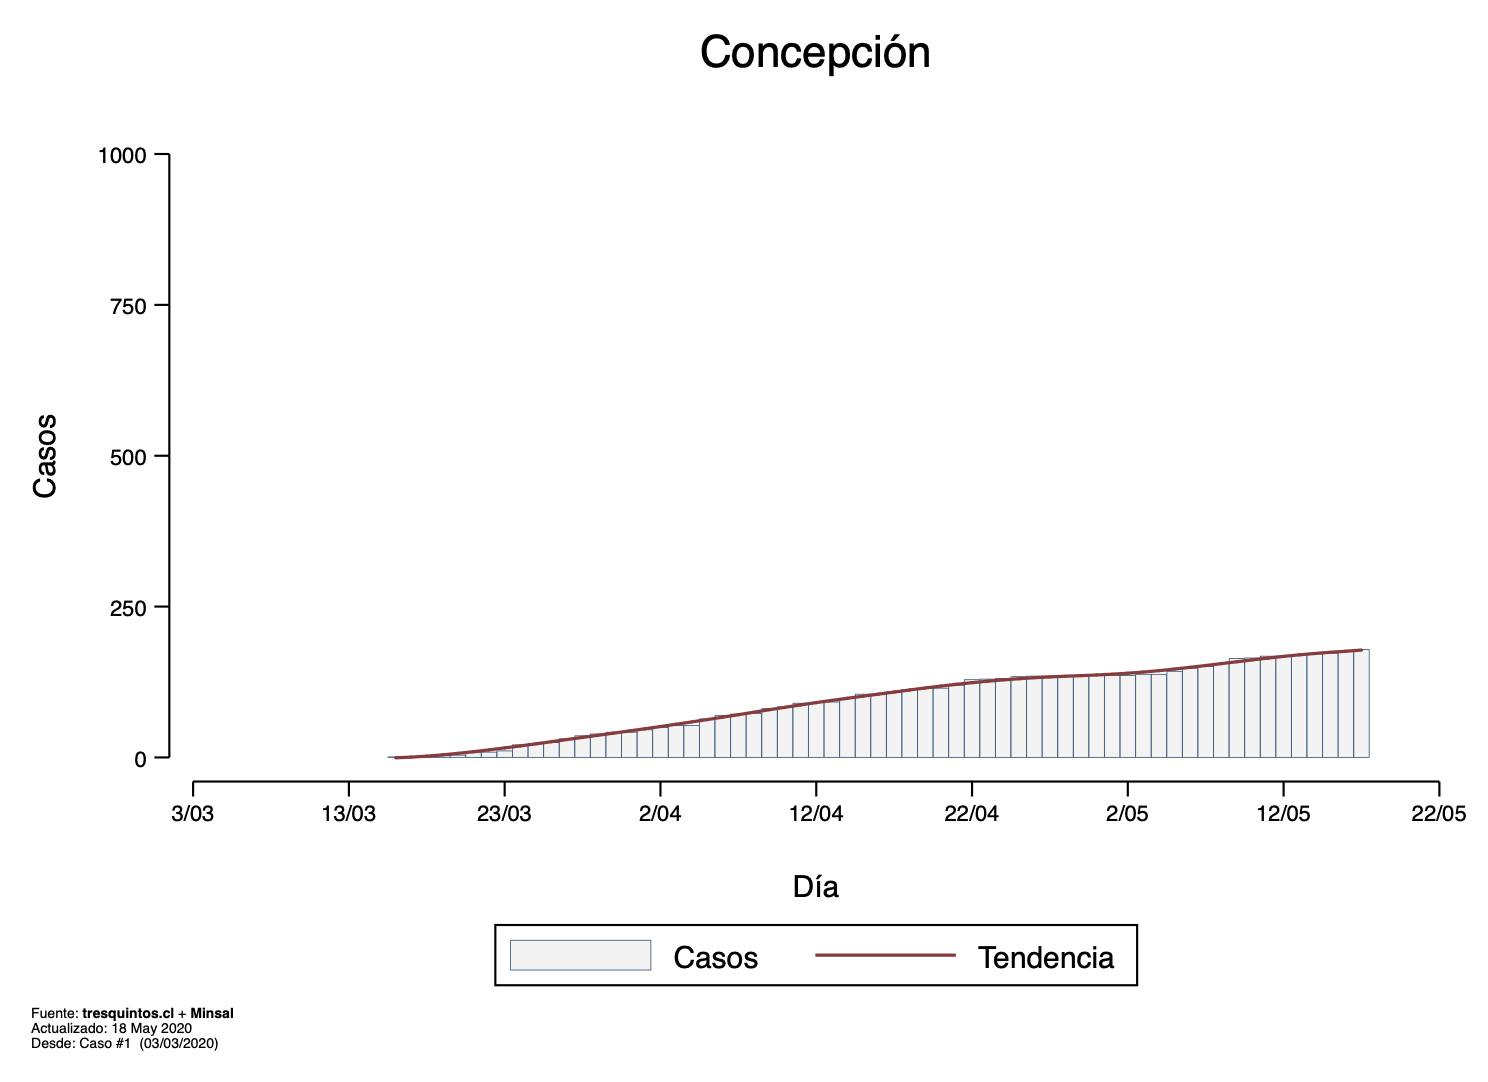 Concepción
1000
750
500
250
0
Casos
3/03 13/03 23/03 2/04 12/04 22/04 2/05 12/05 22/05
Día
Casos Tendencia
Fuente: tresquintos.cl + Minsal
Actualizado: 18 May 2020
Desde: Caso #1 (03/03/2020)